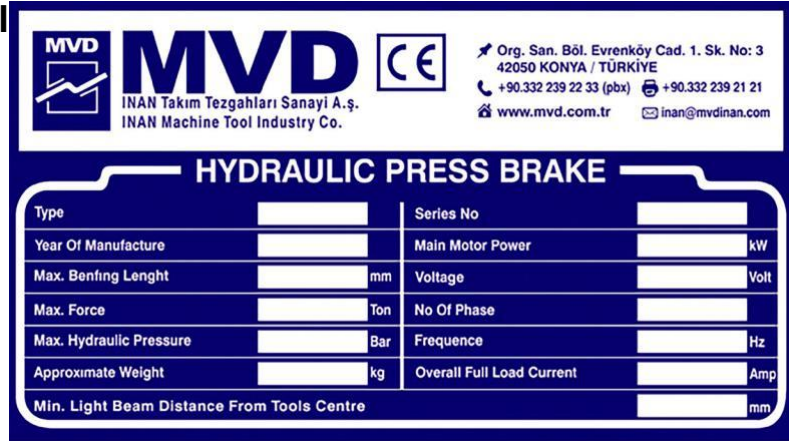 MVD
MVD
INAN Takım Tezgahları Sanayi A.ş.
INAN Machine Tool Industry Co.
CE
Org. San. Böl. Evrenköy Cad. 1. Sk. No: 3
42050 KONYA / TÜRKİYE
+90.332 239 22 33 (pbx) +90.332 239 21 21
www.mvd.com.tr inan@mvdinan.com
HYDRAULIC PRESS BRAKE
Type Series No
Year Of Manufacture Main Motor Power kW
Max. Benfıng Lenght mm Voltage Volt
Max. Force Ton No Of Phase
Max. Hydraulic Pressure Bar Frequence Hz
Approxımate Weight kg Overall Full Load Current Amp
Min. Light Beam Distance From Tools Centre mm